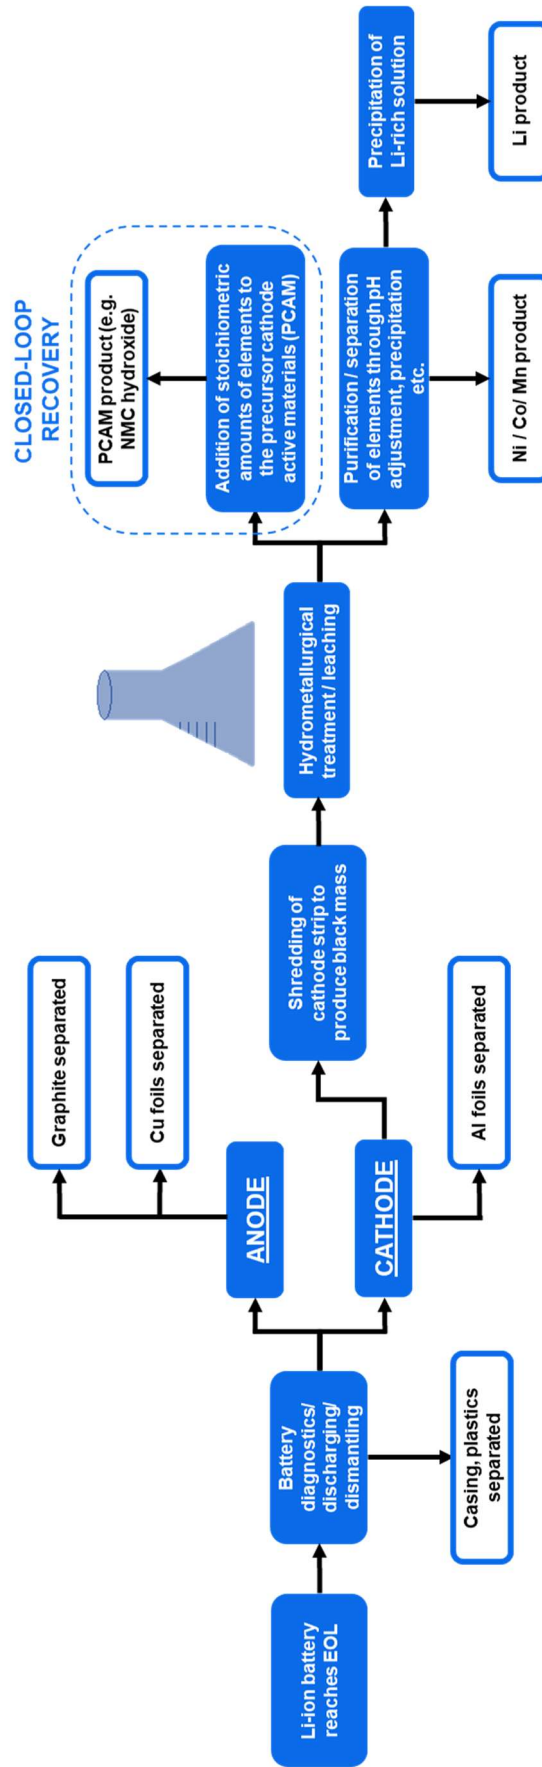 Li-ion battery
reaches EOL
Battery
diagnostics/
discharging/
dismantling
Casing, plastics
separated
ANODE
Graphite separated
Cu foils separated
CATHODE
Al foils separated
Shredding of
cathode strip to
produce black mass
Hydrometallurgical
treatment / leaching
CLOSED-LOOP
RECOVERY
PCAM product (e.g.
NMC hydroxide)
Addition of stoichiometric
amounts of elements to
the precursor cathode
active materials (PCAM)
Purification / separation
of elements through pH
adjustment, precipitation
etc.
Ni / Co/ Mn product
Precipitation of
Li-rich solution
Li product